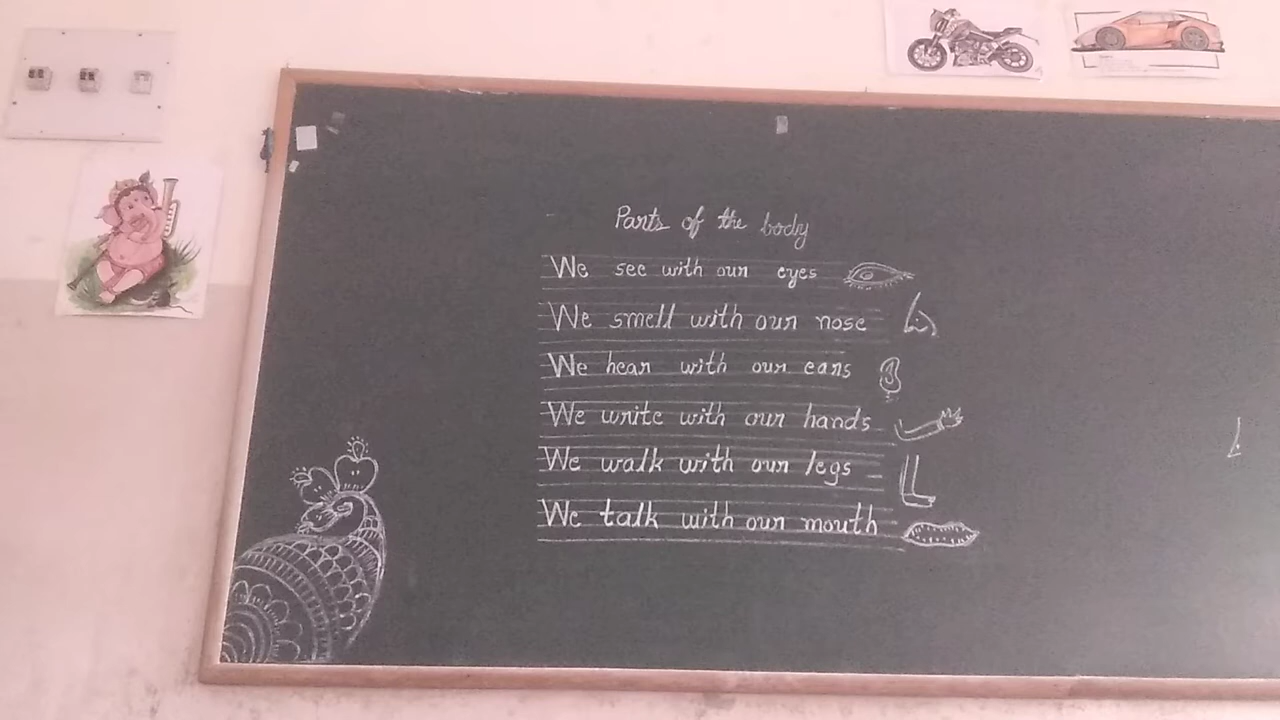 Parts of the body
We see with our eyes
We smell with our nose
We hear with our ears
We write with our hands
We walk with our legs
We talk with our mouth